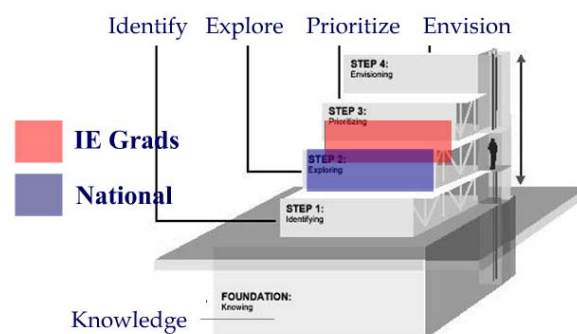 Identify Explore Prioritize Envision
STEP 4:
Envisioning
STEP 3:
Prioritizing
IE Grads
STEP 2:
Exploring
National
STEP 1:
Identifying
FOUNDATION:
Knowing
Knowledge